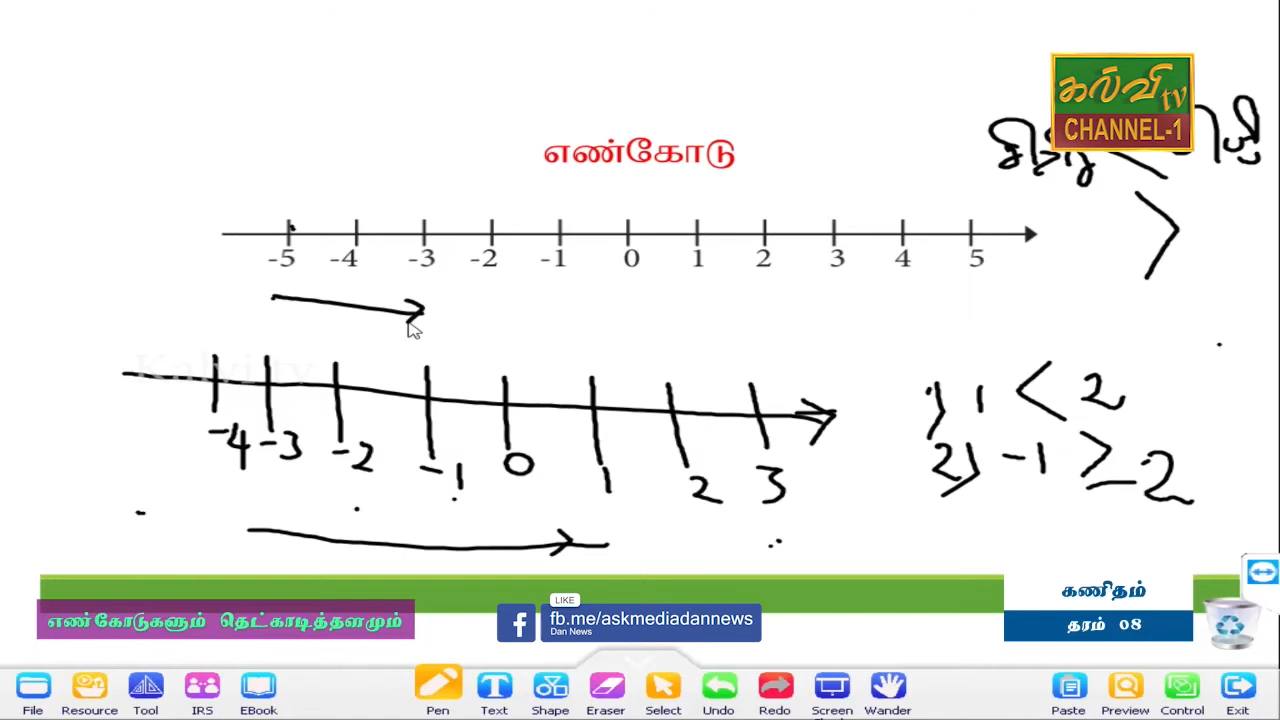 கல்வி tv
CHANNEL-1
எண்கோடு
-5 -4 -3 -2 -1 0 1 2 3 4 5
Kalvi tv
-4 -3 -2 -1 0 1 2 3
1) 1 < 2
2) -1 > -2
எண்கோடுகளும் தெட்காடித்தளமும்
LIKE
fb.me/askmediadannews
Dan News
கணிதம்
தரம் 08
File Resource Tool IRS EBook Pen Text Shape Eraser Select Undo Redo Screen Wander Paste Preview Control Exit